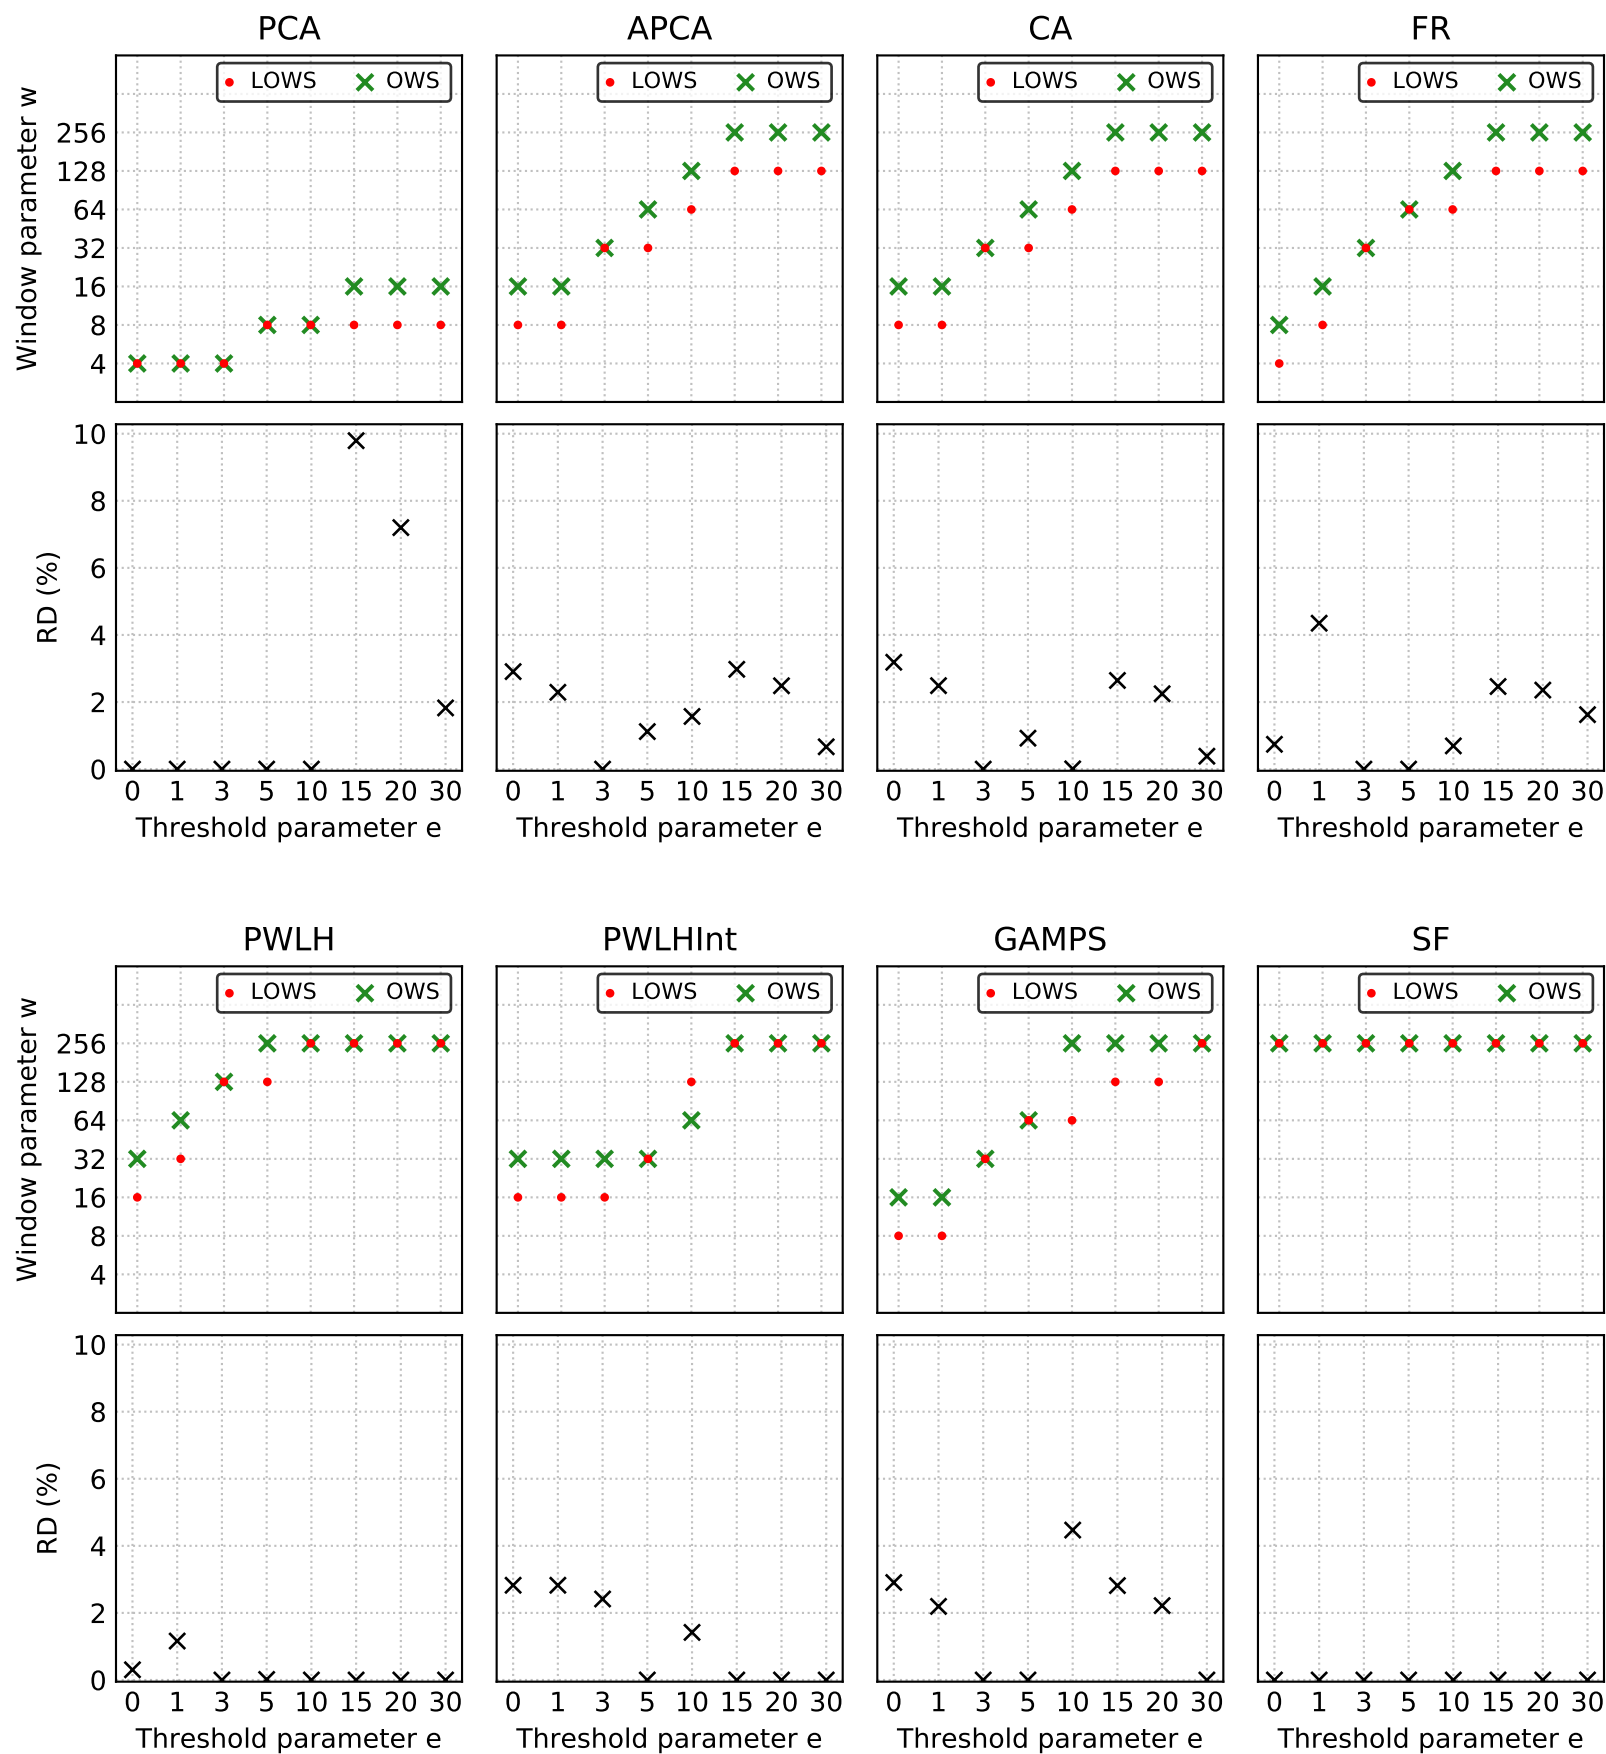 PCA APCA CA FR
LOWS OWS LOWS OWS LOWS OWS LOWS OWS
Window parameter w
256
128
64
32
16
8
4
RD (%)
10
8
6
4
2
0
0 1 3 5 10 15 20 30 0 1 3 5 10 15 20 30 0 1 3 5 10 15 20 30 0 1 3 5 10 15 20 30
Threshold parameter e Threshold parameter e Threshold parameter e Threshold parameter e
PWLH PWLHInt GAMPS SF
LOWS OWS LOWS OWS LOWS OWS LOWS OWS
Window parameter w
256
128
64
32
16
8
4
RD (%)
10
8
6
4
2
0
0 1 3 5 10 15 20 30 0 1 3 5 10 15 20 30 0 1 3 5 10 15 20 30 0 1 3 5 10 15 20 30
Threshold parameter e Threshold parameter e Threshold parameter e Threshold parameter e